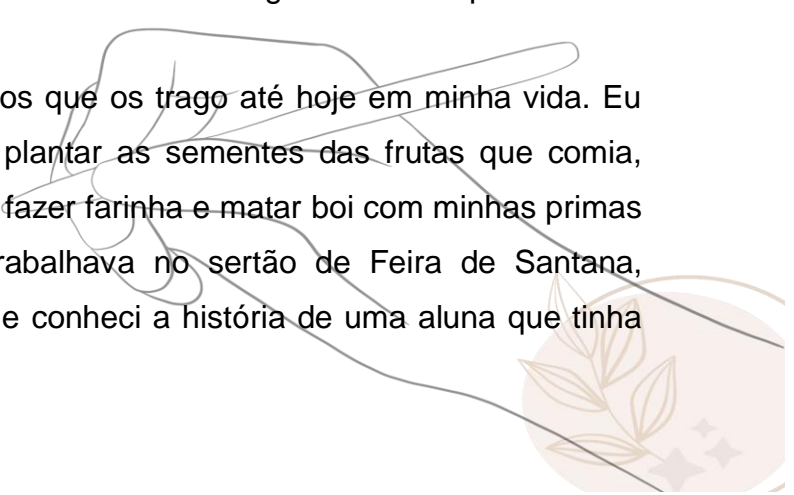 os que os trago até hoje em minha vida. Eu
plantar as sementes das frutas que comia,
fazer farinha e matar boi com minhas primas
rabalhava no sertão de Feira de Santana,
e conheci a história de uma aluna que tinha